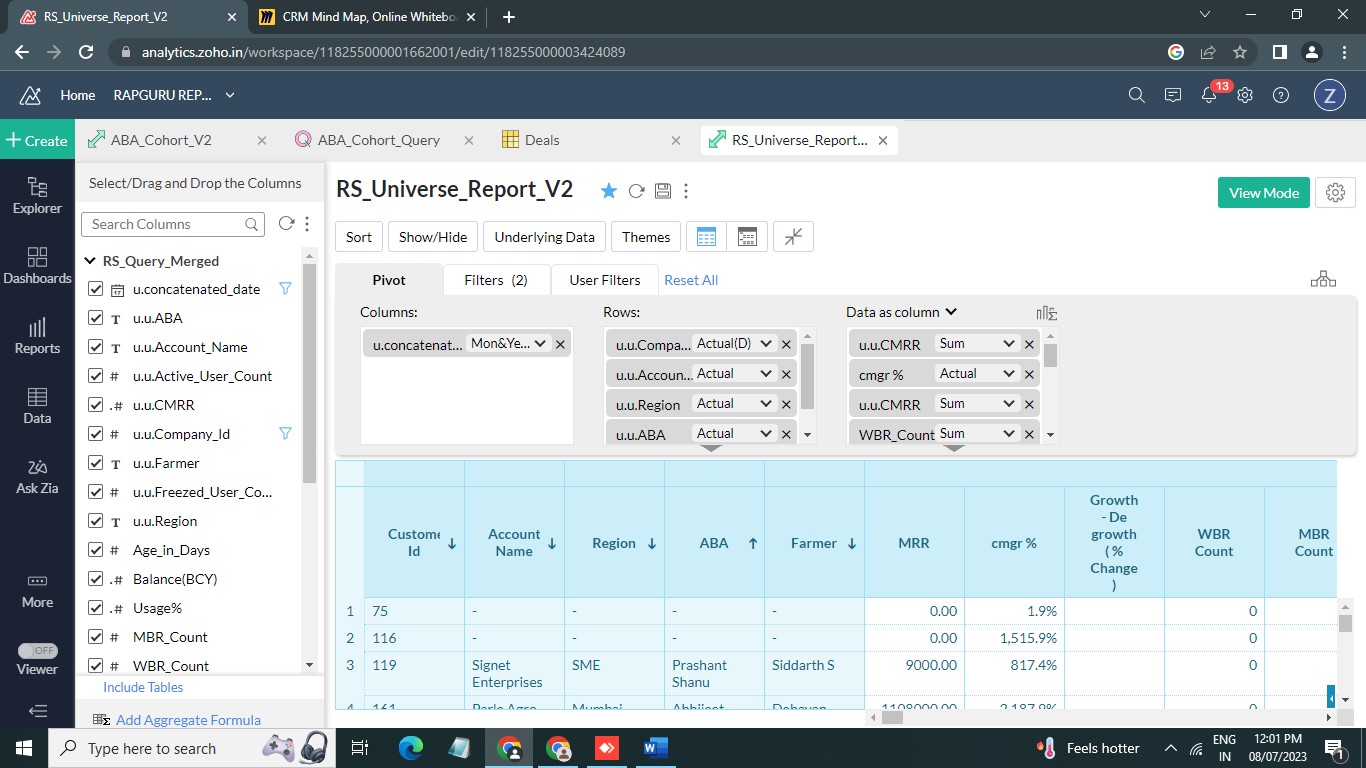 RS_Universe_Report_V2
CRM Mind Map, Online Whitebo
analytics.zoho.in/workspace/118255000001662001/edit/118255000003424089
Home
RAPGURU REP...
13
Z
+ Create
ABA_Cohort_V2
ABA_Cohort_Query
Deals
RS_Universe_Report...
Explorer
Dashboards
Reports
Data
Ask Zia
More
OFF
Viewer
Select/Drag and Drop the Columns
Search Columns
RS_Query_Merged
u.concatenated_date
T u.u.ABA
T u.u.Account_Name
# u.u.Active_User_Count
.# u.u.CMRR
# u.u.Company_Id
T u.u.Farmer
# u.u.Freezed_User_Co...
T u.u.Region
# Age_in_Days
.# Balance(BCY)
.# Usage%
# MBR_Count
# WBR_Count
Include Tables
Add Aggregate Formula
RS_Universe_Report_V2
View Mode
Sort Show/Hide Underlying Data Themes
Pivot Filters (2) User Filters Reset All
Columns: Rows: Data as column
u.concatenat... Mon&Ye...
u.u.Compa... Actual(D)
u.u.Accoun... Actual
u.u.Region Actual
u.u.ABA Actual
u.u.CMRR Sum
cmgr % Actual
u.u.CMRR Sum
WBR_Count Sum
Custome Id
Account Name
Region
ABA
Farmer
MRR
cmgr %
Growth
- De
growth
( %
Change
)
WBR Count
MBR Count
1 75 - - - - 0.00 1.9% 0
2 116 - - - - 0.00 1,515.9% 0
3 119 Signet Enterprises SME Prashant Shanu Siddarth S 9000.00 817.4% 0
4 161 Parle Agro Mumbai Abhijeet Debayan 1108000.00 2,187.9% 0
Type here to search
W
Feels hotter
ENG
IN
12:01 PM
08/07/2023
1